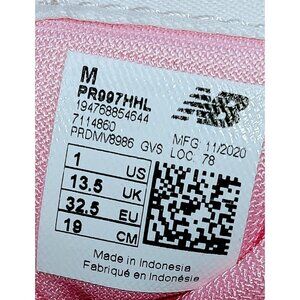 M
PR997HHL
194768854644
7114860
PRDMV8986 GVS
MFG 11/2020
LOC. 78
1 US
13.5 UK
32.5 EU
19 CM
Made in Indonesia
Fabriqué en Indonésie